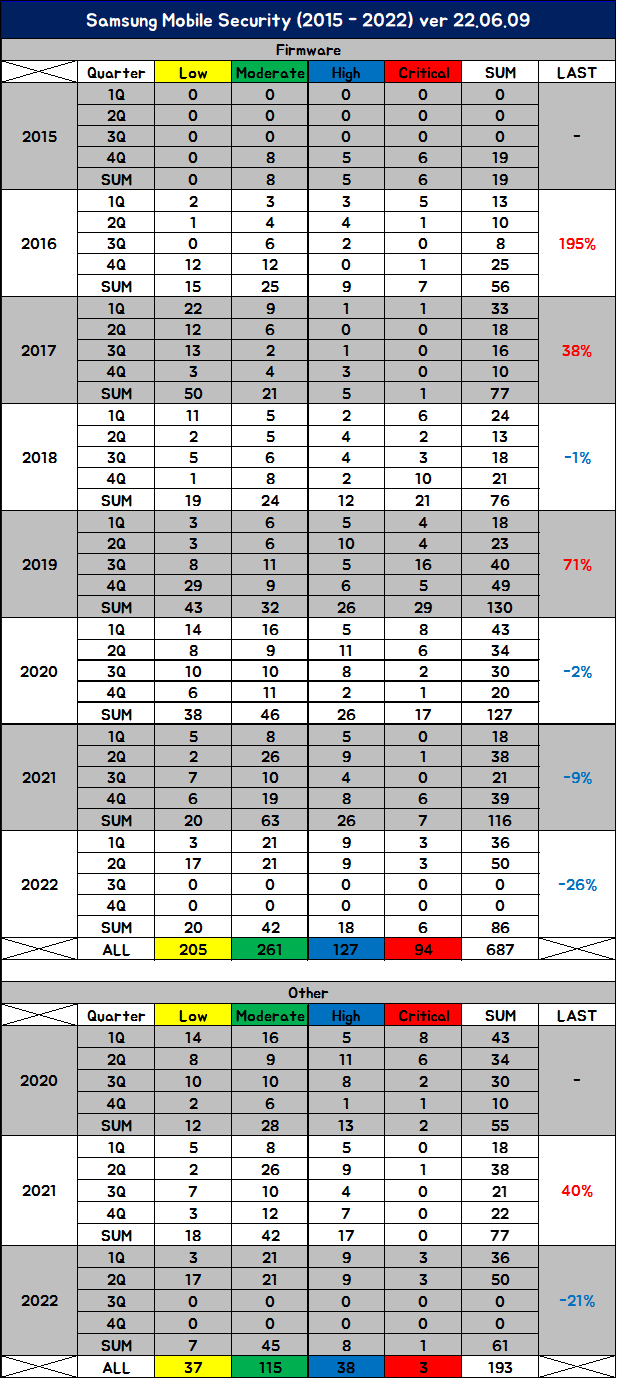 Samsung Mobile Security (2015 - 2022) ver 22.06.09
Firmware
Quarter Low Moderate High Critical SUM LAST
1Q 0 0 0 0 0
2Q 0 0 0 0 0
2015 3Q 0 0 0 0 0 -
4Q 0 8 5 6 19
SUM 0 8 5 6 19
1Q 2 3 3 5 13
2Q 1 4 4 1 10
2016 3Q 0 6 2 0 8 195%
4Q 12 12 0 1 25
SUM 15 25 9 7 56
1Q 22 9 1 1 33
2Q 12 6 0 0 18
2017 3Q 13 2 1 0 16 38%
4Q 3 4 3 0 10
SUM 50 21 5 1 77
1Q 11 5 2 6 24
2Q 2 5 4 2 13
2018 3Q 5 6 4 3 18 -1%
4Q 1 8 2 10 21
SUM 19 24 12 21 76
1Q 3 6 5 4 18
2Q 3 6 10 4 23
2019 3Q 8 11 5 16 40 71%
4Q 29 9 6 5 49
SUM 43 32 26 29 130
1Q 14 16 5 8 43
2Q 8 9 11 6 34
2020 3Q 10 10 8 2 30 -2%
4Q 6 11 2 1 20
SUM 38 46 26 17 127
1Q 5 8 5 0 18
2Q 2 26 9 1 38
2021 3Q 7 10 4 0 21 -9%
4Q 6 19 8 6 39
SUM 20 63 26 7 116
1Q 3 21 9 3 36
2Q 17 21 9 3 50
2022 3Q 0 0 0 0 0 -26%
4Q 0 0 0 0 0
SUM 20 42 18 6 86
ALL 205 261 127 94 687
Other
Quarter Low Moderate High Critical SUM LAST
1Q 14 16 5 8 43
2Q 8 9 11 6 34
2020 3Q 10 10 8 2 30 -
4Q 2 6 1 1 10
SUM 12 28 13 2 55
1Q 5 8 5 0 18
2Q 2 26 9 1 38
2021 3Q 7 10 4 0 21 40%
4Q 3 12 7 0 22
SUM 18 42 17 0 77
1Q 3 21 9 3 36
2Q 17 21 9 3 50
2022 3Q 0 0 0 0 0 -21%
4Q 0 0 0 0 0
SUM 7 45 8 1 61
ALL 37 115 38 3 193